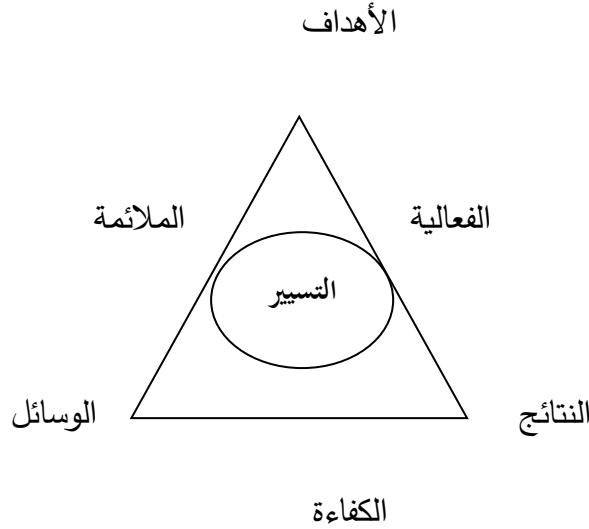 الأهداف
الفعالية
الملائمة
التسيير
النتائج
الوسائل
الكفاءة